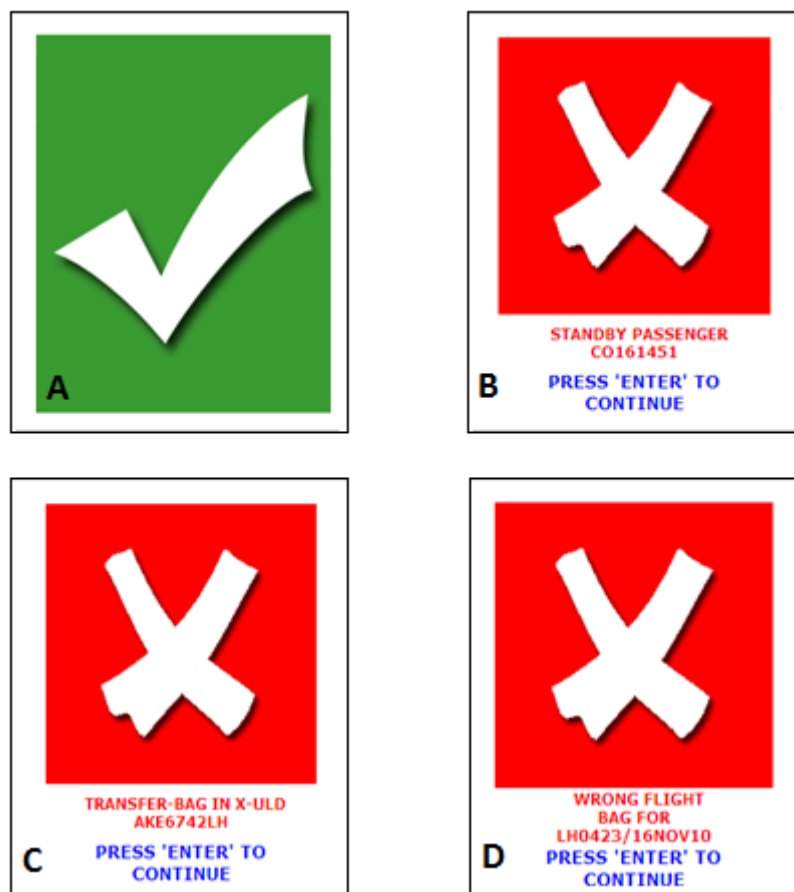 A
STANDBY PASSENGER
CO161451
B
PRESS 'ENTER' TO
CONTINUE
TRANSFER-BAG IN X-ULD
AKE6742LH
C
PRESS 'ENTER' TO
CONTINUE
WRONG FLIGHT
BAG FOR
LH0423/16NOV10
D
PRESS 'ENTER' TO
CONTINUE